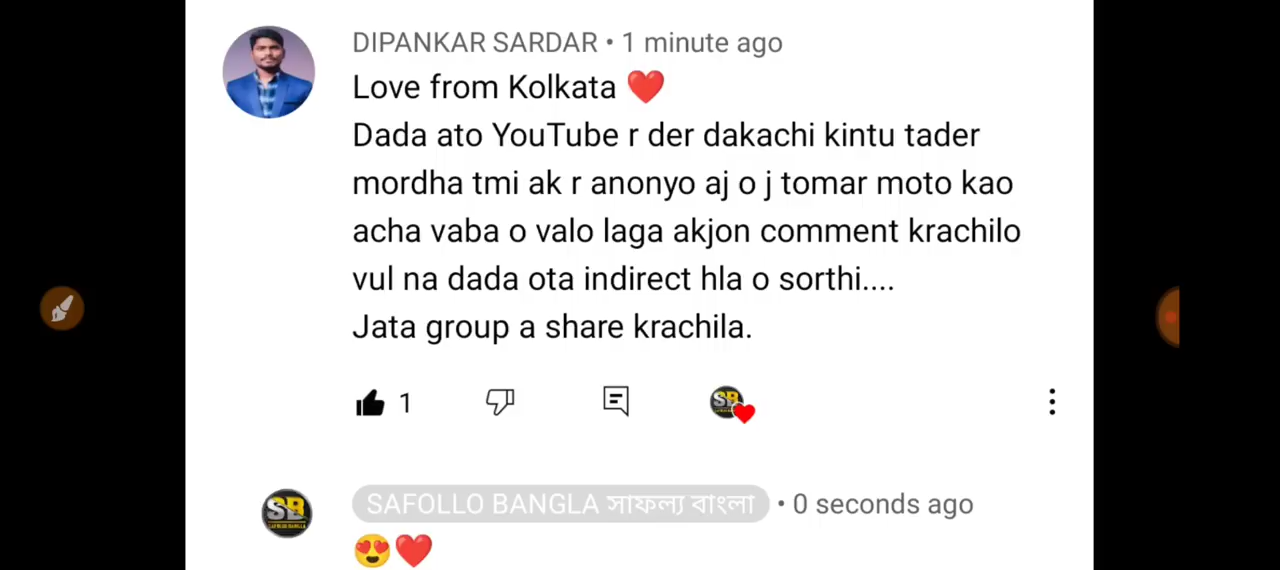 DIPANKAR SARDAR • 1 minute ago
Love from Kolkata ❤️
Dada ato YouTube r der dakachi kintu tader
mordha tmi ak r anonyo aj o j tomar moto kao
acha vaba o valo laga akjon comment krachilo
vul na dada ota indirect hla o sorthi....
Jata group a share krachila.
1
SB
SB
SAFOLLO BANGLA সাফল্য বাংলা • 0 seconds ago
😍❤️